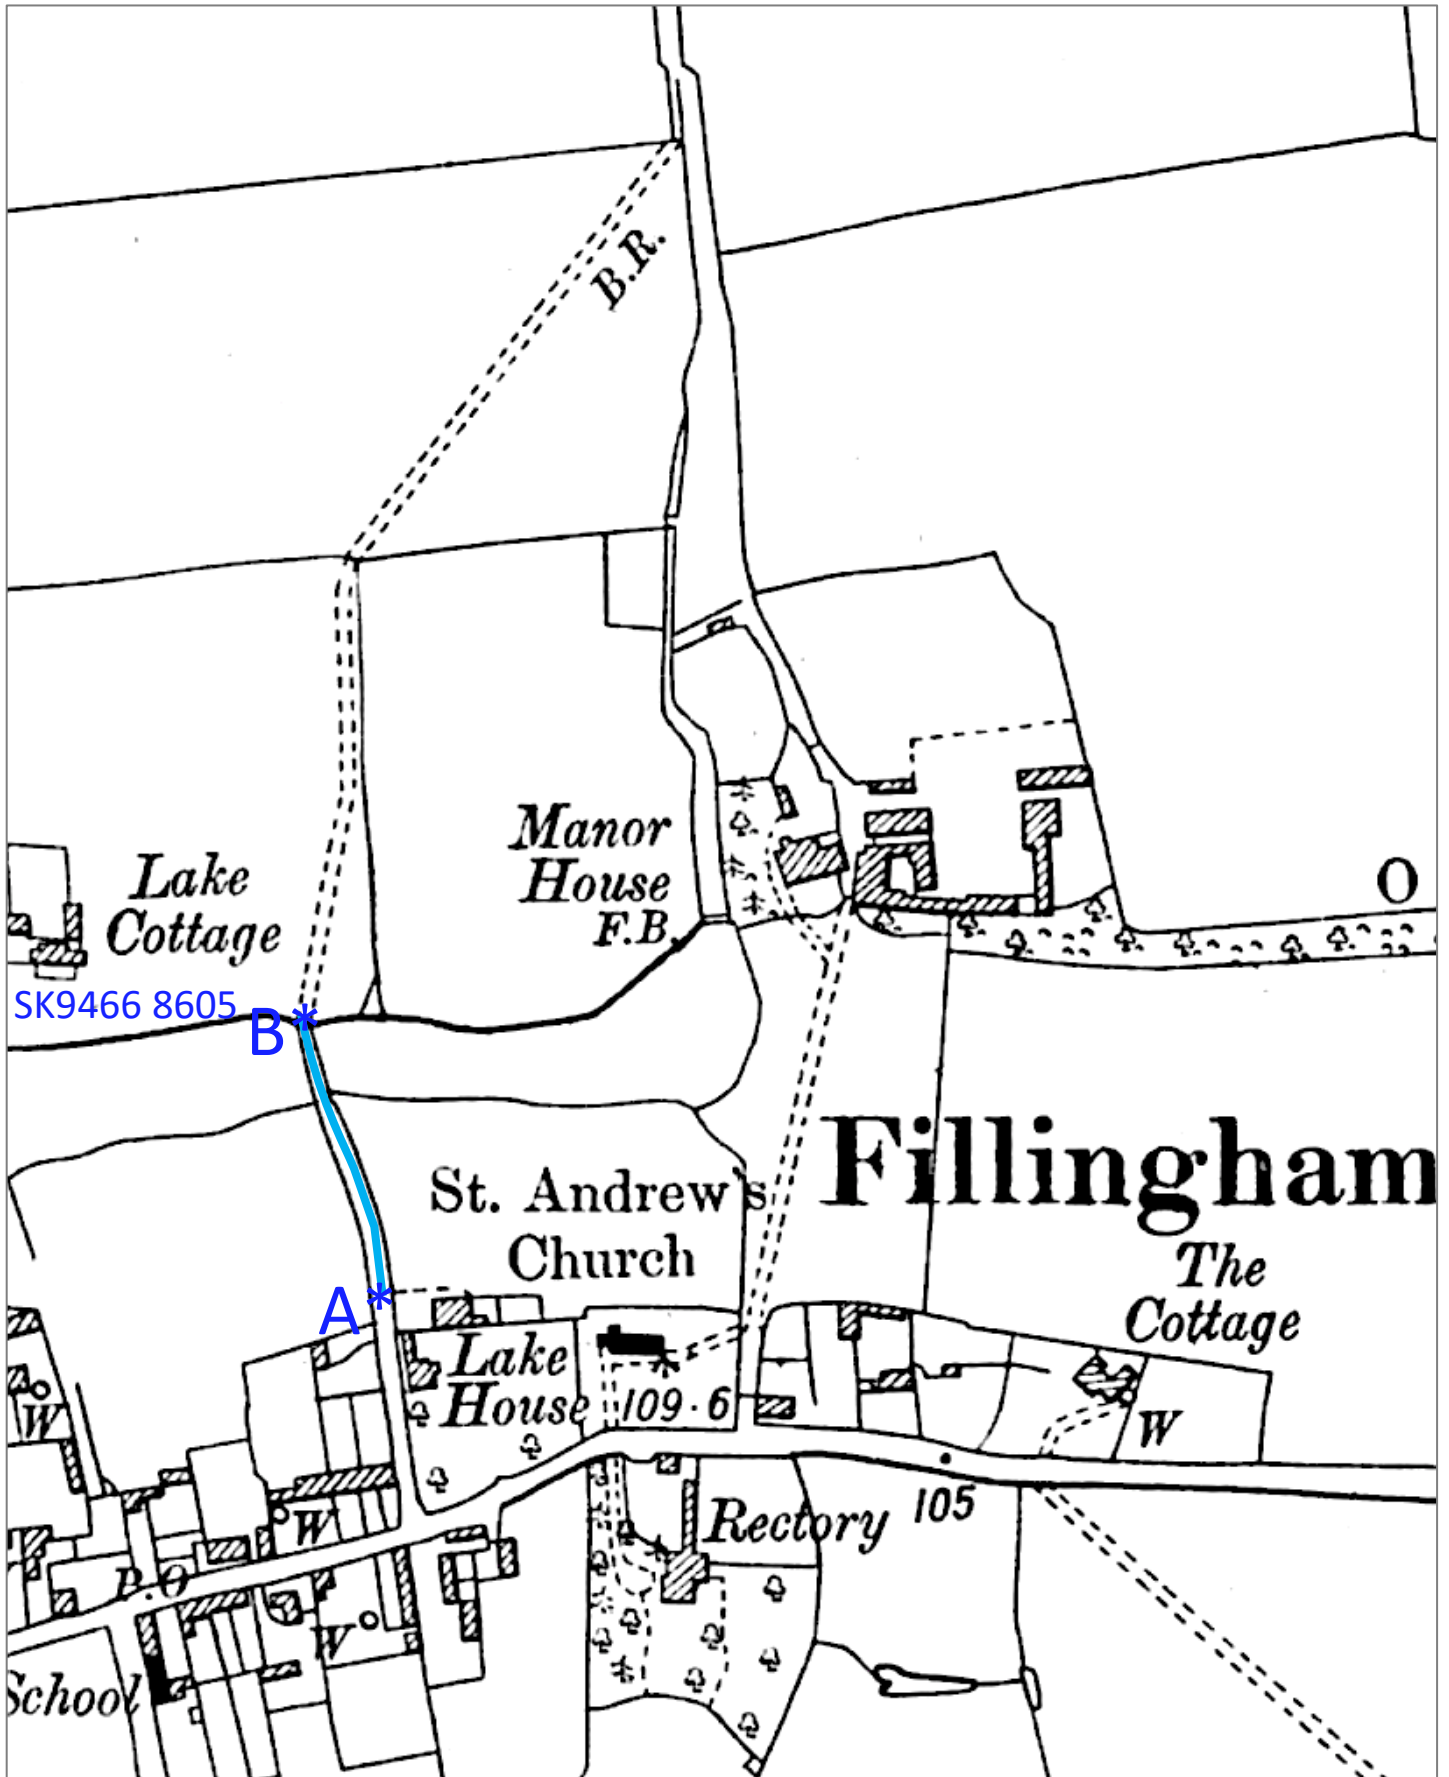 B.R.
Manor
House
F.B.
Lake
Cottage
O
SK9466 8605
B
Fillingham
St. Andrew's
Church
The
Cottage
A
Lake
House
109·6
W
W
105
Rectory
W
P.O
W
School